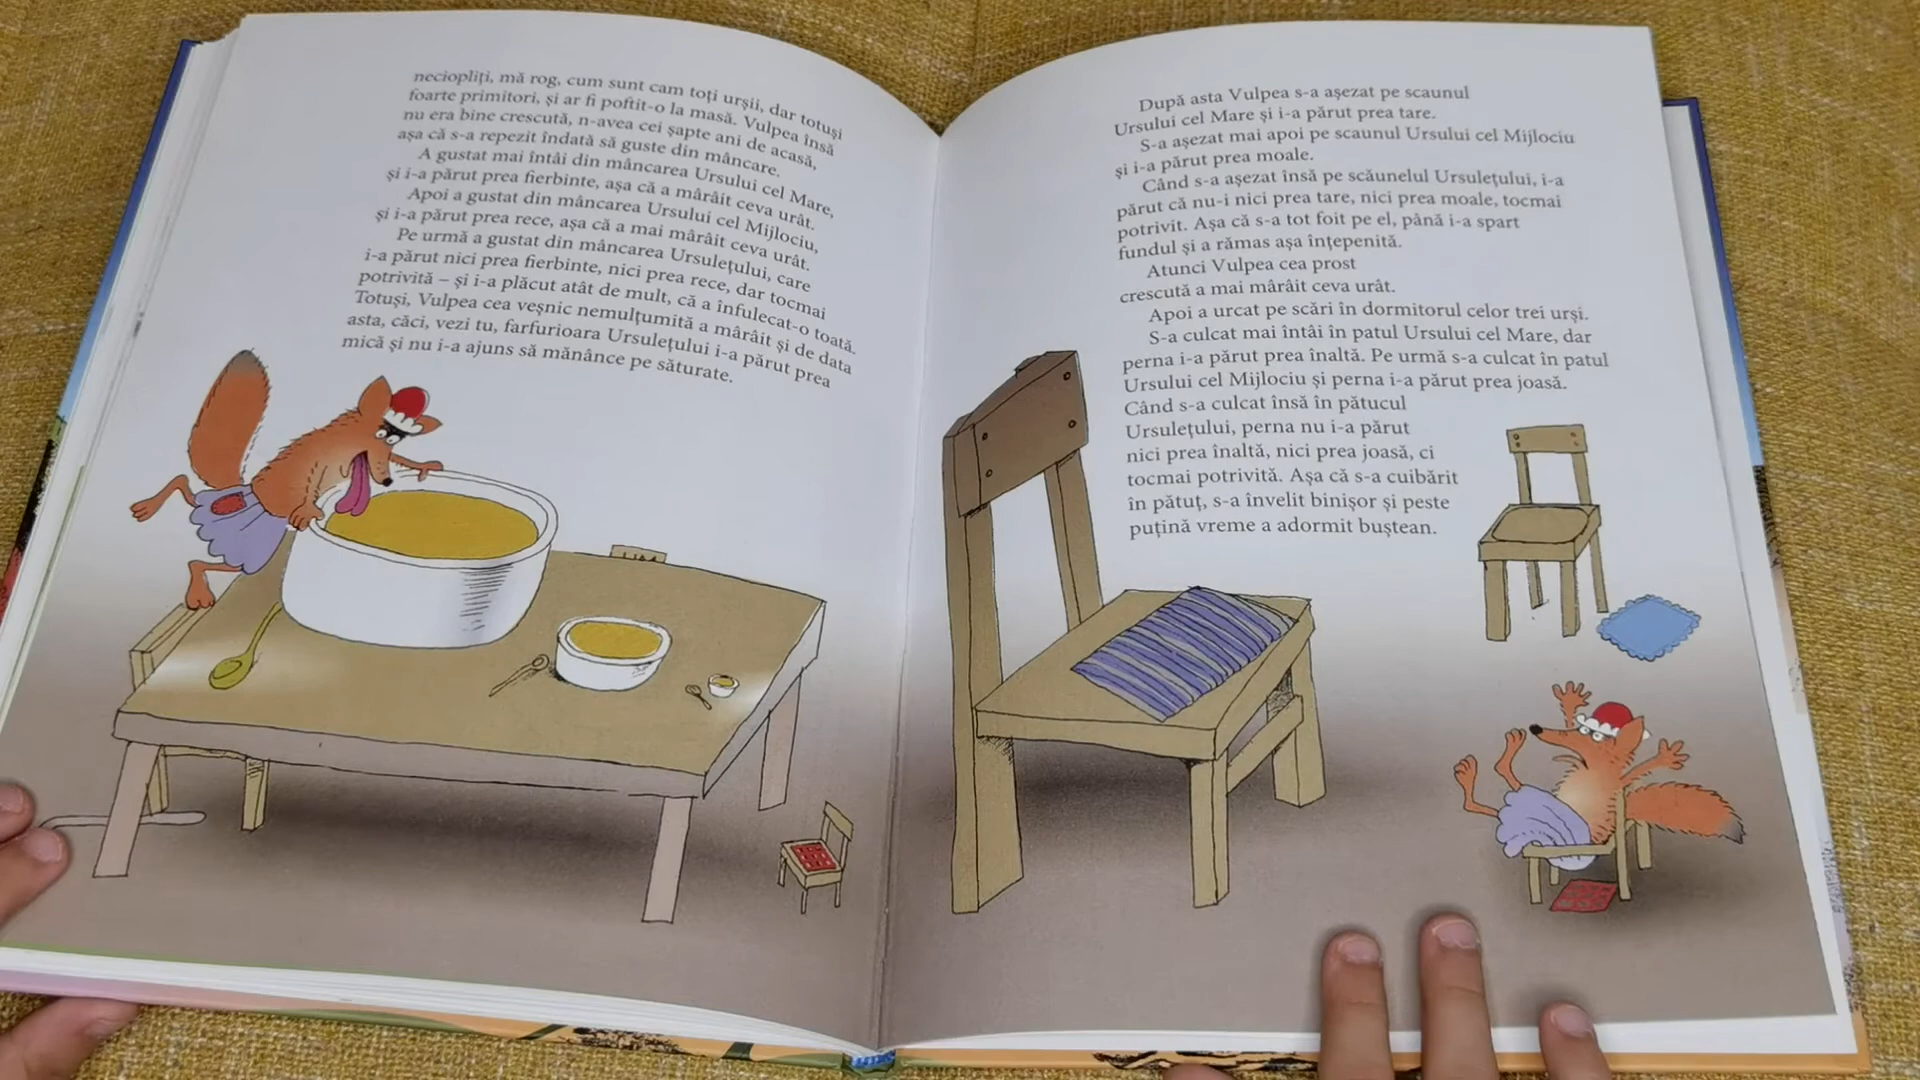 neciopliți, mă rog, cum sunt cam toți urșii, dar totuși
foarte primitori, și ar fi poftit-o la masă. Vulpea însă
nu era bine crescută, n-avea cei șapte ani de acasă,
așa că s-a repezit îndată să guste din mâncare.
A gustat mai întâi din mâncarea Ursului cel Mare,
și i-a părut prea fierbinte, așa că a mârâit ceva urât.
Apoi a gustat din mâncarea Ursului cel Mijlociu,
și i-a părut prea rece, așa că a mai mârâit ceva urât.
Pe urmă a gustat din mâncarea Ursulețului, care
i-a părut nici prea fierbinte, nici prea rece, dar tocmai
potrivită – și i-a plăcut atât de mult, că a înfulecat-o toată.
Totuși, Vulpea cea veșnic nemulțumită a mârâit și de data
asta, căci, vezi tu, farfurioara Ursulețului i-a părut prea
mică și nu i-a ajuns să mănânce pe săturate.
După asta Vulpea s-a așezat pe scaunul
Ursului cel Mare și i-a părut prea tare.
S-a așezat mai apoi pe scaunul Ursului cel Mijlociu
și i-a părut prea moale.
Când s-a așezat însă pe scăunelul Ursulețului, i-a
părut că nu-i nici prea tare, nici prea moale, tocmai
potrivit. Așa că s-a tot foit pe el, până i-a spart
fundul și a rămas așa înțepenită.
Atunci Vulpea cea prost
crescută a mai mârâit ceva urât.
Apoi a urcat pe scări în dormitorul celor trei urși.
S-a culcat mai întâi în patul Ursului cel Mare, dar
perna i-a părut prea înaltă. Pe urmă s-a culcat în patul
Ursului cel Mijlociu și perna i-a părut prea joasă.
Când s-a culcat însă în pătucul
Ursulețului, perna nu i-a părut
nici prea înaltă, nici prea joasă, ci
tocmai potrivită. Așa că s-a cuibărit
în pătuț, s-a învelit binișor și peste
puțină vreme a adormit buștean.